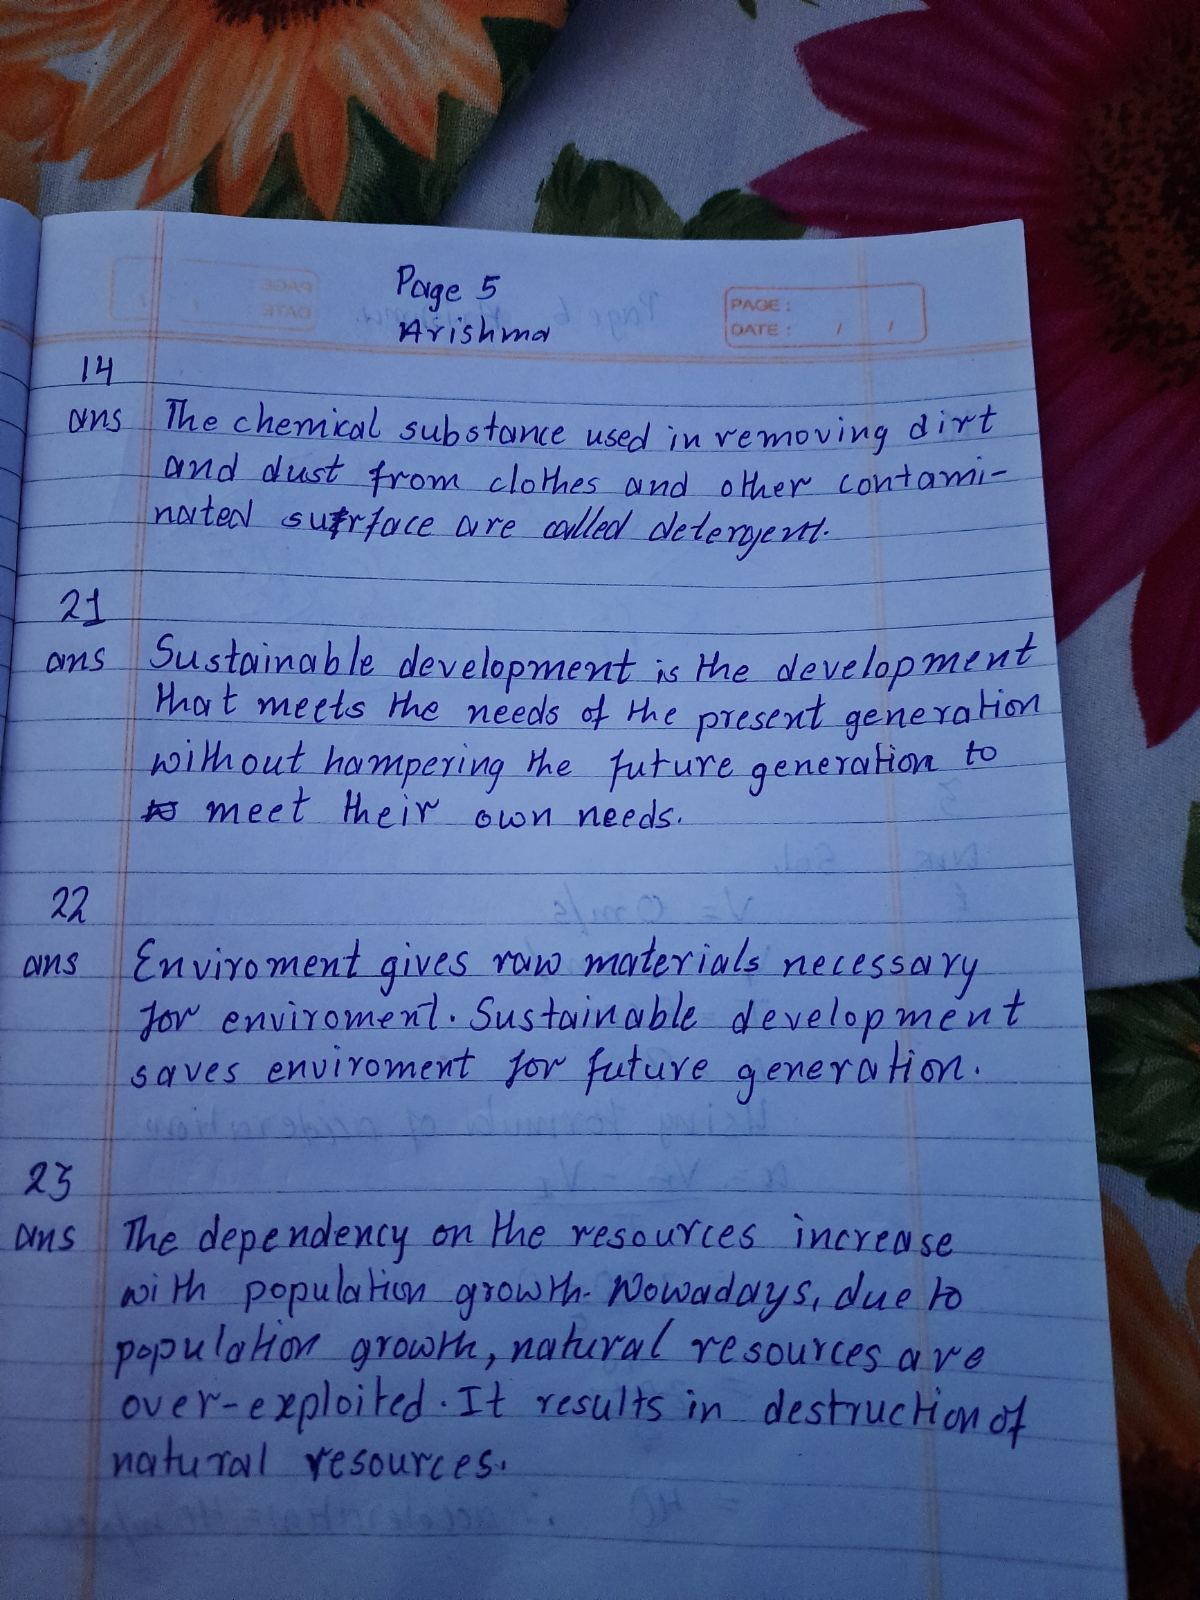 Page 5
Arishma
PAGE:
DATE: / /
14
ans The chemical substance used in removing dirt
and dust from clothes and other contami-
nated surface are called detergent.
21
ans Sustainable development is the development
that meets the needs of the present generation
without hampering the future generation to
meet their own needs.
22
ans Enviroment gives raw materials necessary
for enviroment. Sustainable development
saves enviroment for future generation.
23
ans The dependency on the resources increase
with population growth. Nowadays, due to
population growth, natural resources are
over-exploited. It results in destruction of
natural resources.